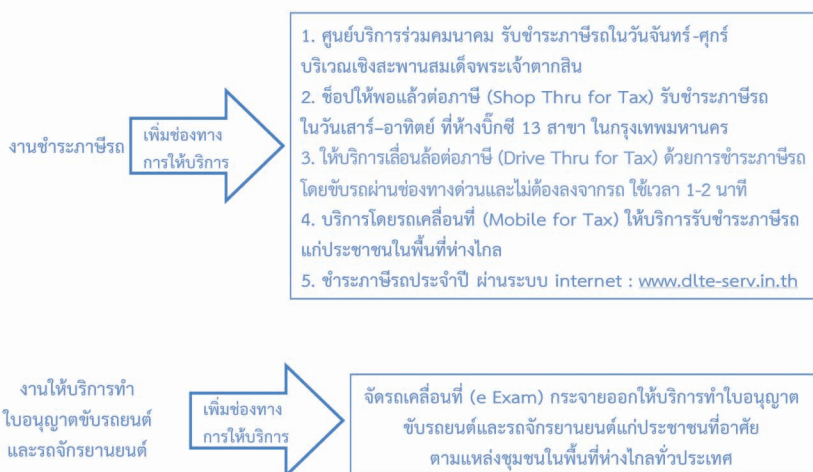 งานชำระภาษีรถ
เพิ่มช่องทาง
การให้บริการ
1. ศูนย์บริการร่วมคมนาคม รับชำระภาษีรถในวันจันทร์-ศุกร์
บริเวณเชิงสะพานสมเด็จพระเจ้าตากสิน
2. ช็อปให้พอแล้วต่อภาษี (Shop Thru for Tax) รับชำระภาษีรถ
ในวันเสาร์–อาทิตย์ ที่ห้างบิ๊กซี 13 สาขา ในกรุงเทพมหานคร
3. ให้บริการเลื่อนล้อต่อภาษี (Drive Thru for Tax) ด้วยการชำระภาษีรถ
โดยขับรถผ่านช่องทางด่วนและไม่ต้องลงจากรถ ใช้เวลา 1-2 นาที
4. บริการโดยรถเคลื่อนที่ (Mobile for Tax) ให้บริการรับชำระภาษีรถ
แก่ประชาชนในพื้นที่ห่างไกล
5. ชำระภาษีรถประจำปี ผ่านระบบ internet : www.dlte-serv.in.th
งานให้บริการทำ
ใบอนุญาตขับรถยนต์
และรถจักรยานยนต์
เพิ่มช่องทาง
การให้บริการ
จัดรถเคลื่อนที่ (e Exam) กระจายออกให้บริการทำใบอนุญาต
ขับรถยนต์และรถจักรยานยนต์แก่ประชาชนที่อาศัย
ตามแหล่งชุมชนในพื้นที่ห่างไกลทั่วประเทศ